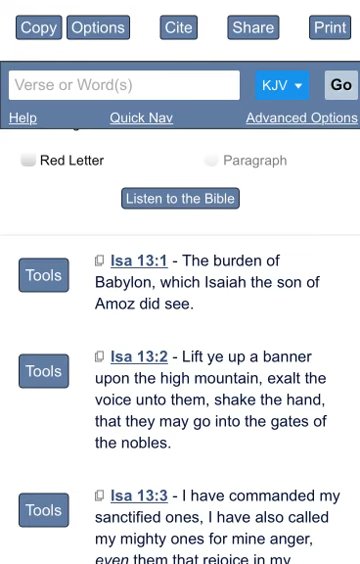 Copy Options Cite Share Print
Verse or Word(s) KJV Go
Help Quick Nav Advanced Options
Red Letter Paragraph
Listen to the Bible
Tools
Isa 13:1 - The burden of
Babylon, which Isaiah the son of
Amoz did see.
Tools
Isa 13:2 - Lift ye up a banner
upon the high mountain, exalt the
voice unto them, shake the hand,
that they may go into the gates of
the nobles.
Tools
Isa 13:3 - I have commanded my
sanctified ones, I have also called
my mighty ones for mine anger,
even them that rejoice in my